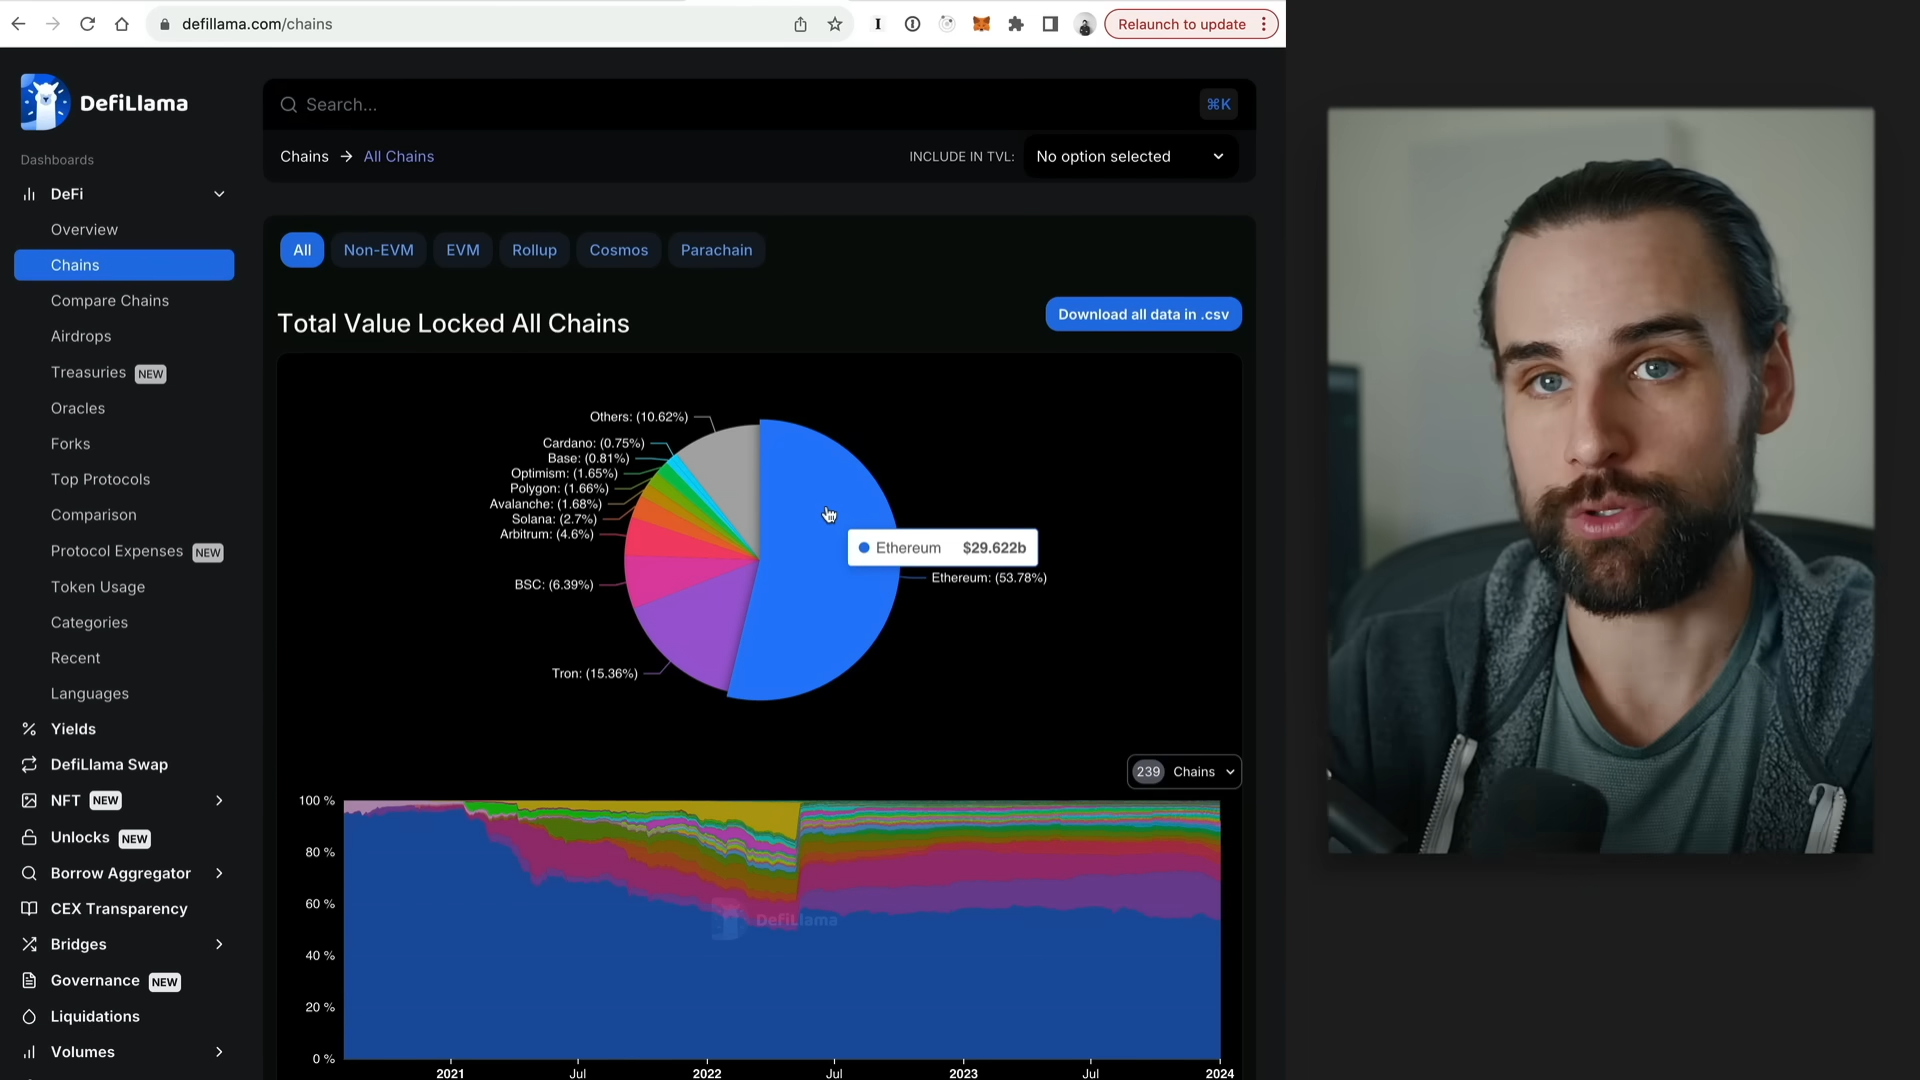 defillama.com/chains
Relaunch to update
DefiLlama
Search...
⌘K
Chains → All Chains
INCLUDE IN TVL:
No option selected
Dashboards
DeFi
Overview
Chains
Compare Chains
Airdrops
Treasuries NEW
Oracles
Forks
Top Protocols
Comparison
Protocol Expenses NEW
Token Usage
Categories
Recent
Languages
Yields
DefiLlama Swap
NFT NEW
Unlocks NEW
Borrow Aggregator
CEX Transparency
Bridges
Governance NEW
Liquidations
Volumes
All
Non-EVM
EVM
Rollup
Cosmos
Parachain
Total Value Locked All Chains
Download all data in .csv
Others: (10.62%)
Cardano: (0.75%)
Base: (0.81%)
Optimism: (1.65%)
Polygon: (1.66%)
Avalanche: (1.68%)
Solana: (2.7%)
Arbitrum: (4.6%)
BSC: (6.39%)
Tron: (15.36%)
Ethereum $29.622b
Ethereum: (53.78%)
239 Chains
100 %
80 %
60 %
40 %
20 %
0 %
DefiLlama
2021
Jul
2022
Jul
2023
Jul
2024